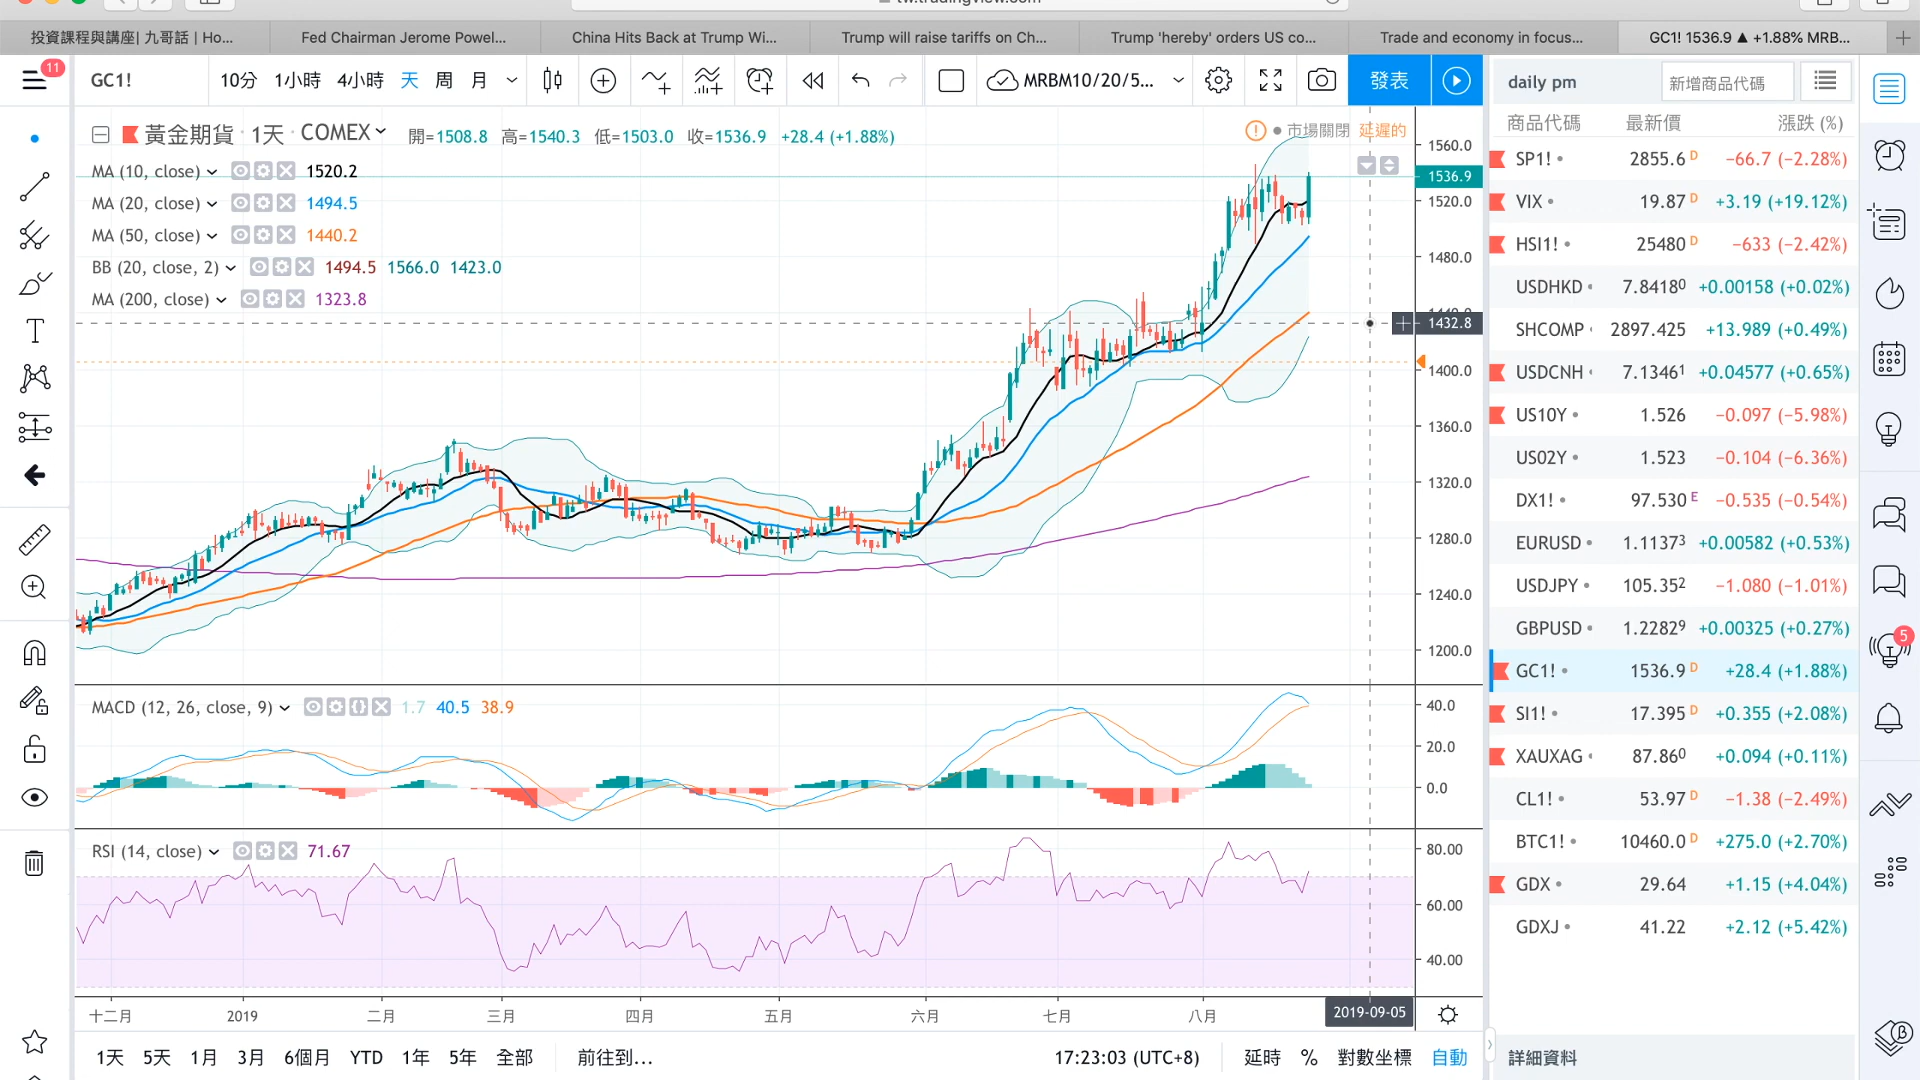 投資課程與講座| 九哥話 | Ho...
Fed Chairman Jerome Powel...
China Hits Back at Trump Wi...
Trump will raise tariffs on Ch...
Trump 'hereby' orders US co...
Trade and economy in focus...
GC1! 1536.9 ▲ +1.88% MRB...
11
GC1!
10分 1小時 4小時 天 周 月
MRBM10/20/5...
發表
daily pm
新增商品代碼
黃金期貨 · 1天 · COMEX
開=1508.8 高=1540.3 低=1503.0 收=1536.9 +28.4 (+1.88%)
市場關閉 延遲的
MA (10, close) 1520.2
MA (20, close) 1494.5
MA (50, close) 1440.2
BB (20, close, 2) 1494.5 1566.0 1423.0
MA (200, close) 1323.8
1560.0
1536.9
1520.0
1480.0
1432.8
1400.0
1360.0
1320.0
1280.0
1240.0
1200.0
MACD (12, 26, close, 9) 1.7 40.5 38.9
40.0
20.0
0.0
RSI (14, close) 71.67
80.00
60.00
40.00
十二月 2019 二月 三月 四月 五月 六月 七月 八月 2019-09-05
1天 5天 1月 3月 6個月 YTD 1年 5年 全部 前往到...
17:23:03 (UTC+8) 延時 % 對數坐標 自動
商品代碼 最新價 漲跌 (%)
SP1! 2855.6 D −66.7 (−2.28%)
VIX 19.87 D +3.19 (+19.12%)
HSI1! 25480 D −633 (−2.42%)
USDHKD 7.8418⁰ +0.00158 (+0.02%)
SHCOMP 2897.425 +13.989 (+0.49%)
USDCNH 7.1346¹ +0.04577 (+0.65%)
US10Y 1.526 −0.097 (−5.98%)
US02Y 1.523 −0.104 (−6.36%)
DX1! 97.530 E −0.535 (−0.54%)
EURUSD 1.1137³ +0.00582 (+0.53%)
USDJPY 105.35² −1.080 (−1.01%)
GBPUSD 1.2282⁹ +0.00325 (+0.27%)
GC1! 1536.9 D +28.4 (+1.88%)
SI1! 17.395 D +0.355 (+2.08%)
XAUXAG 87.86⁰ +0.094 (+0.11%)
CL1! 53.97 D −1.38 (−2.49%)
BTC1! 10460.0 D +275.0 (+2.70%)
GDX 29.64 +1.15 (+4.04%)
GDXJ 41.22 +2.12 (+5.42%)
詳細資料
5